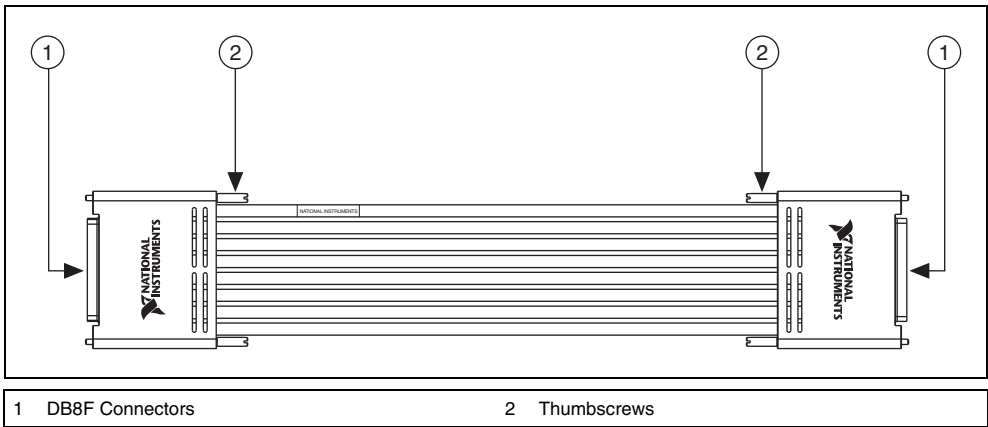 1 2 2 1
NATIONAL INSTRUMENTS
NATIONAL
INSTRUMENTS
NATIONAL
INSTRUMENTS
1 DB8F Connectors 2 Thumbscrews